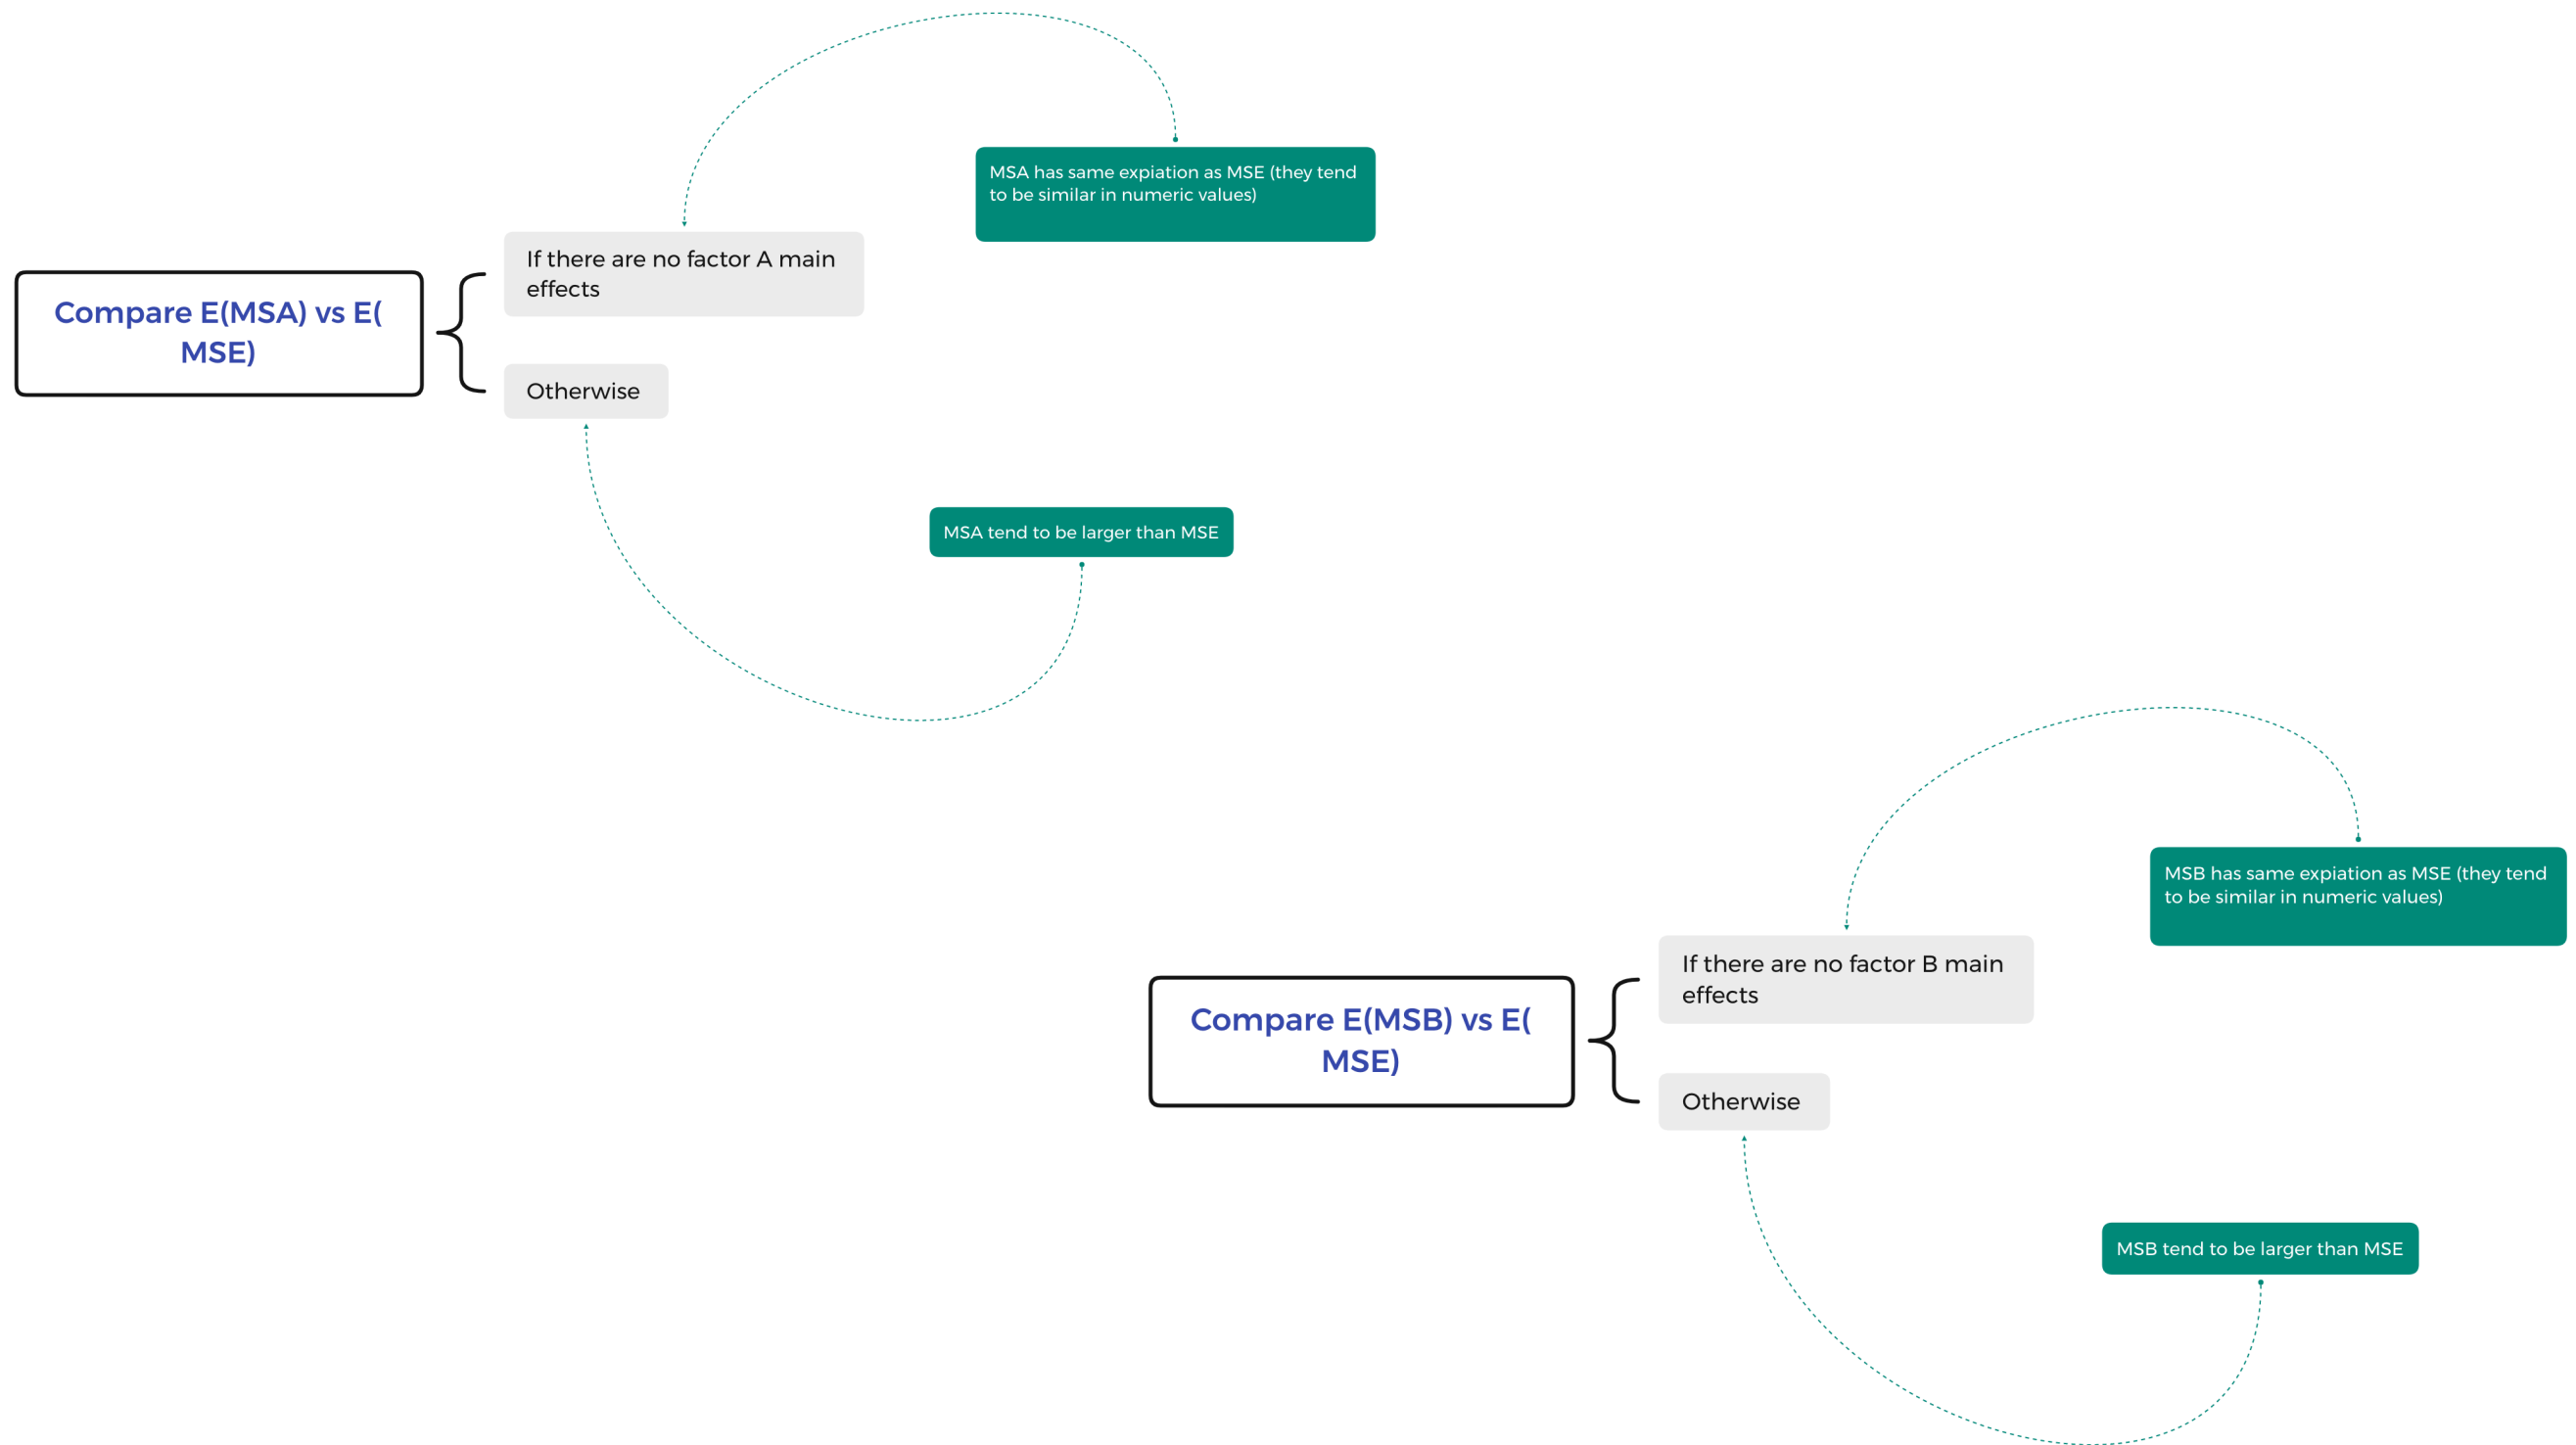 MSA has same expiation as MSE (they tend
to be similar in numeric values)
If there are no factor A main
effects
Compare E(MSA) vs E(
MSE)
Otherwise
MSA tend to be larger than MSE
MSB has same expiation as MSE (they tend
to be similar in numeric values)
If there are no factor B main
effects
Compare E(MSB) vs E(
MSE)
Otherwise
MSB tend to be larger than MSE